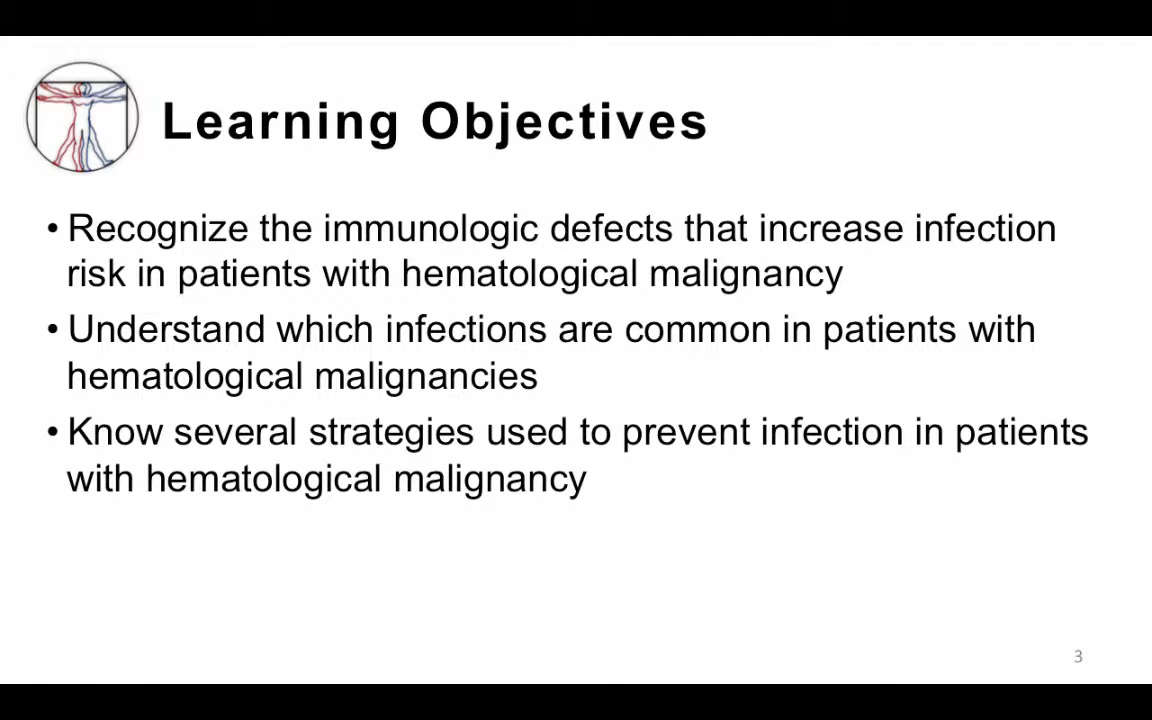 Learning Objectives
• Recognize the immunologic defects that increase infection
risk in patients with hematological malignancy
• Understand which infections are common in patients with
hematological malignancies
• Know several strategies used to prevent infection in patients
with hematological malignancy
3